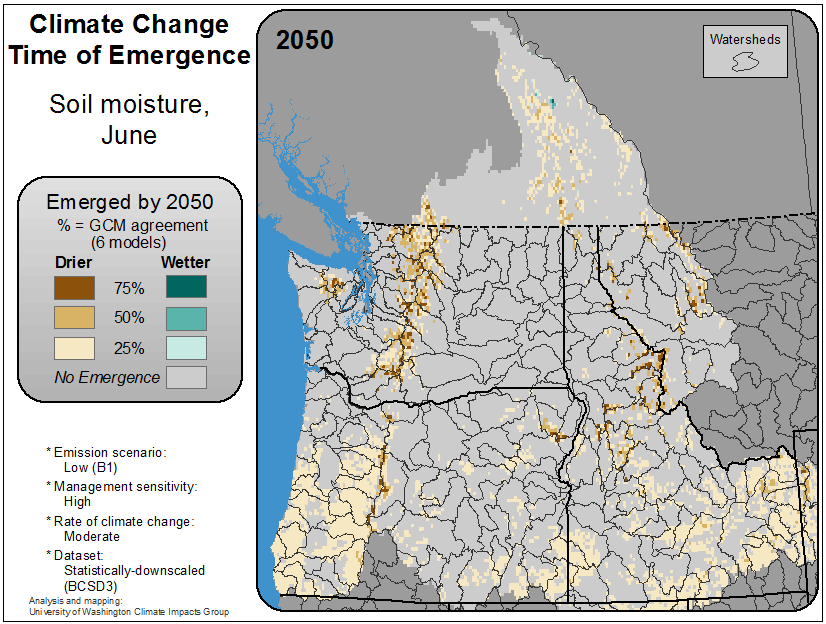 Climate Change
Time of Emergence
Soil moisture,
June
Emerged by 2050
% = GCM agreement
(6 models)
Drier Wetter
75%
50%
25%
No Emergence
* Emission scenario:
Low (B1)
* Management sensitivity:
High
* Rate of climate change:
Moderate
* Dataset:
Statistically-downscaled
(BCSD3)
Analysis and mapping:
University of Washington Climate Impacts Group
2050
Watersheds